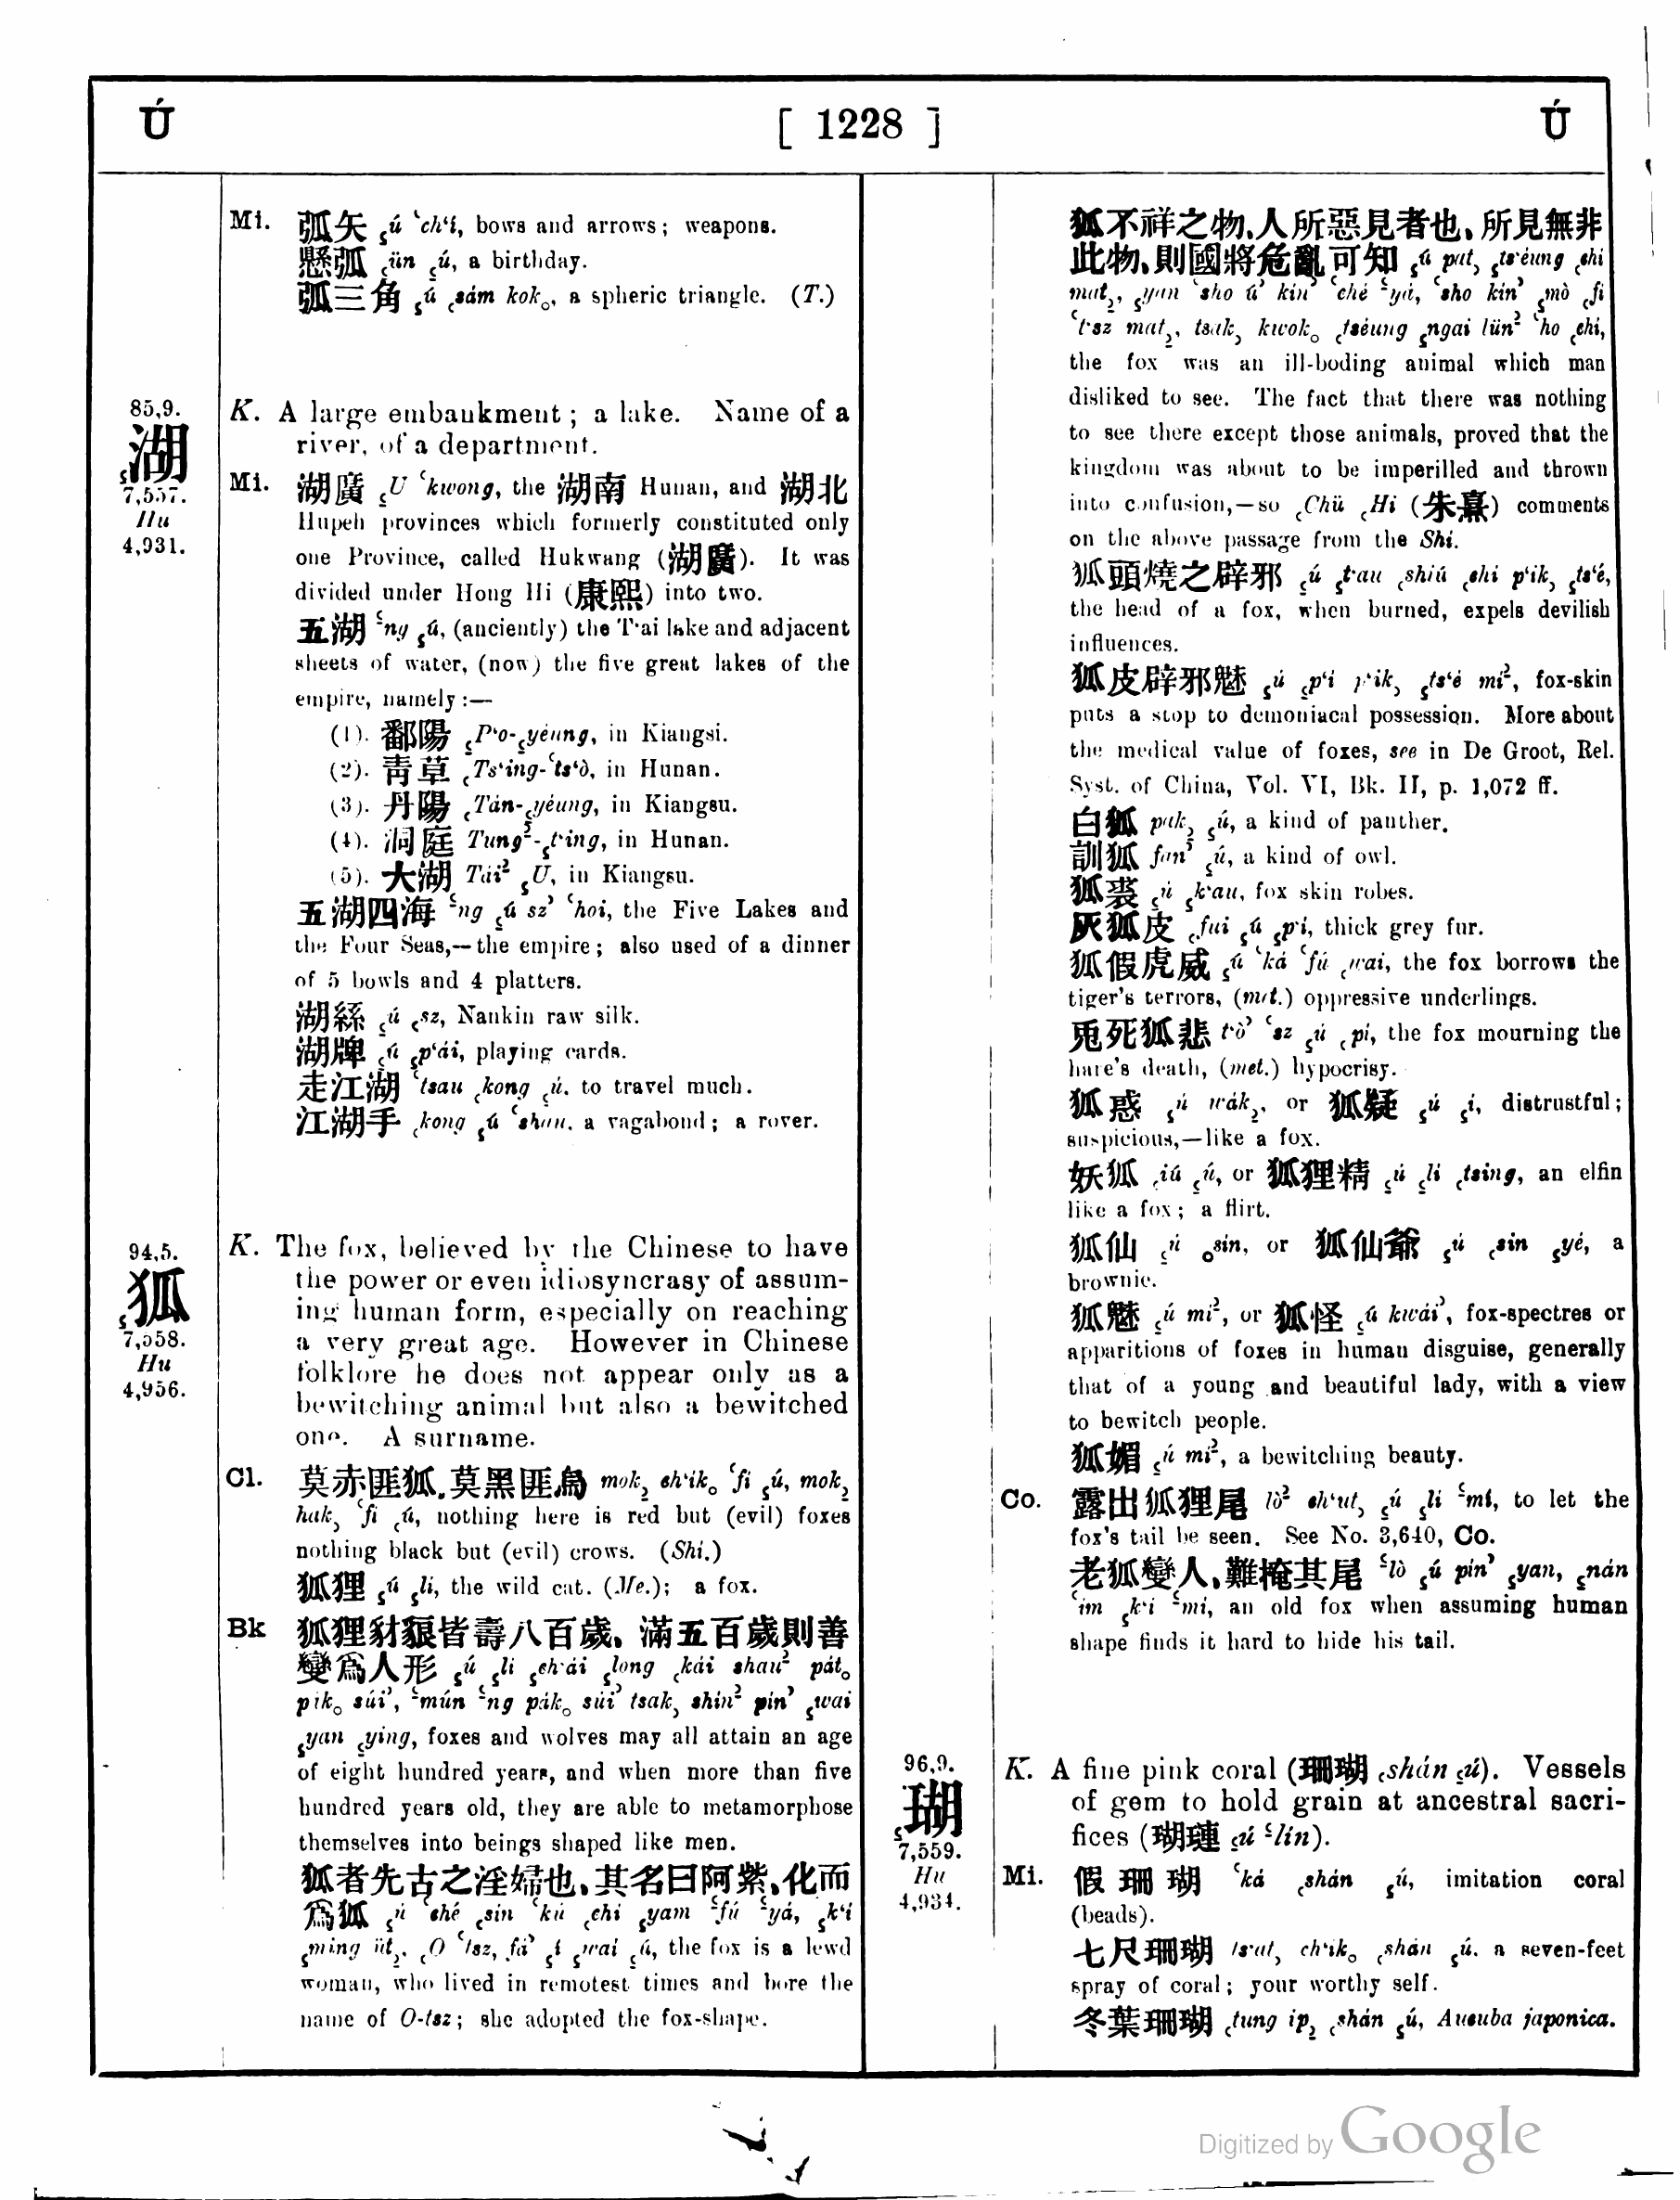 Ú [ 1228 ] Ú
Mi. 弧矢 ꜁ú ꜂ch‘í, bows and arrows; weapons.
懸弧 ꜁ün ꜁ú, a birthday.
弧三角 ꜁ú ꜀sám kok。, a spheric triangle. (T.)
85,9.
湖
7,557.
Hu
4,931.
K. A large embankment; a lake. Name of a
river, of a department.
Mi. 湖廣 ꜁U ꜂kwong, the 湖南 Hunan, and 湖北
Hupeh provinces which formerly constituted only
one Province, called Hukwang (湖廣). It was
divided under Hong Hi (康熙) into two.
五湖 ꜃ng ꜁ú, (anciently) the T‘ai lake and adjacent
sheets of water, (now) the five great lakes of the
empire, namely:—
(1). 鄱陽 ꜁P‘o-꜁yéung, in Kiangsi.
(2). 靑草 ꜀Ts‘ing-꜂ts‘ò, in Hunan.
(3). 丹陽 ꜀Tán-꜁yéung, in Kiangsu.
(4). 洞庭 Tung꜅-꜁t‘ing, in Hunan.
(5). 大湖 Tái꜅ ꜁U, in Kiangsu.
五湖四海 ꜃ng ꜁ú sz꜄ ꜂hoi, the Five Lakes and
the Four Seas,—the empire; also used of a dinner
of 5 bowls and 4 platters.
湖絲 ꜁ú ꜀sz, Nankin raw silk.
湖牌 ꜁ú ꜁p‘ái, playing cards.
走江湖 ꜂tsau ꜀kong ꜁ú, to travel much.
江湖手 ꜀kong ꜁ú ꜂shau, a vagabond; a rover.
94,5.
狐
7,558.
Hu
4,956.
K. The fox, believed by the Chinese to have
the power or even idiosyncrasy of assum-
ing human form, especially on reaching
a very great age. However in Chinese
folklore he does not appear only as a
bewitching animal but also a bewitched
one. A surname.
Cl. 莫赤匪狐、莫黑匪烏 mok꜇ ch‘ik。 ꜂fi ꜁ú, mok꜇
hak꜆ ꜂fi ꜀ú, nothing here is red but (evil) foxes
nothing black but (evil) crows. (Shi.)
狐狸 ꜁ú ꜁li, the wild cat. (Me.); a fox.
Bk 狐狸豺狼皆壽八百歲、滿五百歲則善
變爲人形 ꜁ú ꜁li ꜁ch‘ái ꜁long ꜀kái shau꜅ pát。
pik。 súi꜄, ꜃mún ꜃ng pák。 súi꜄ tsak꜆ shín꜅ pín꜄ ꜁wai
꜁yan ꜁ying, foxes and wolves may all attain an age
of eight hundred years, and when more than five
hundred years old, they are able to metamorphose
themselves into beings shaped like men.
狐者先古之淫婦也、其名曰阿紫、化而
爲狐 ꜁ú ꜂ché ꜀sin ꜂kú ꜀chi ꜁yam ꜃fú ꜃yá, ꜁k‘i
꜁ming üt꜇, ꜀O ꜂tsz, fá꜄ ꜁í ꜁wai ꜁ú, the fox is a lewd
woman, who lived in remotest times and bore the
name of O-tsz; she adopted the fox-shape.
狐不祥之物、人所惡見者也、所見無非
此物、則國將危亂可知 ꜁ú pat꜆ ꜁ts‘éung ꜀chi
mat꜇, ꜁yan ꜂sho ú꜄ kín꜄ ꜂ché ꜃yá, ꜂sho kín꜄ ꜁mò ꜀fi
꜂t‘sz mat꜇, tsak꜆ kwok。 ꜀tséung ꜁ngai lün꜅ ꜂ho ꜀chi,
the fox was an ill-boding animal which man
disliked to see. The fact that there was nothing
to see there except those animals, proved that the
kingdom was about to be imperilled and thrown
into confusion,—so ꜀Chü ꜀Hi (朱熹) comments
on the above passage from the Shi.
狐頭燒之辟邪 ꜁ú ꜁t‘au ꜀shiú ꜀chi p‘ik꜆ ꜁ts‘é,
the head of a fox, when burned, expels devilish
influences.
狐皮辟邪魅 ꜁ú ꜁p‘i p‘ik꜆ ꜁ts‘é mí꜅, fox-skin
puts a stop to demoniacal possession. More about
the medical value of foxes, see in De Groot, Rel.
Syst. of China, Vol. VI, Bk. II, p. 1,072 ff.
白狐 pak꜇ ꜁ú, a kind of panther.
訓狐 fan꜄ ꜁ú, a kind of owl.
狐裘 ꜁ú ꜁k‘au, fox skin robes.
灰狐皮 ꜀fui ꜁ú ꜁p‘i, thick grey fur.
狐假虎威 ꜁ú ꜂ká ꜂fú ꜀wai, the fox borrows the
tiger's terrors, (met.) oppressive underlings.
兎死狐悲 t‘ò꜄ ꜂sz ꜁ú ꜀pi, the fox mourning the
hare's death, (met.) hypocrisy.
狐惑 ꜁ú wák꜇, or 狐疑 ꜁ú ꜁i, distrustful;
suspicious,—like a fox.
妖狐 ꜀iú ꜁ú, or 狐狸精 ꜁ú ꜁li ꜀tsing, an elfin
like a fox; a flirt.
狐仙 ꜁ú 。sin, or 狐仙爺 ꜁ú ꜀sin ꜁yé, a
brownie.
狐魅 ꜁ú mi꜅, or 狐怪 ꜁ú kwái꜄, fox-spectres or
apparitions of foxes in human disguise, generally
that of a young and beautiful lady, with a view
to bewitch people.
狐媚 ꜁ú mi꜅, a bewitching beauty.
Co. 露出狐狸尾 lò꜅ ch‘ut꜆ ꜁ú ꜁li ꜃mí, to let the
fox's tail be seen. See No. 3,640, Co.
老狐變人、難掩其尾 ꜃lò ꜁ú pín꜄ ꜁yan, ꜁nán
꜂im ꜁k‘i ꜃mi, an old fox when assuming human
shape finds it hard to hide his tail.
96,9.
瑚
7,559.
Hu
4,934.
K. A fine pink coral (珊瑚 ꜀shán ꜁ú). Vessels
of gem to hold grain at ancestral sacri-
fices (瑚璉 ꜁ú ꜃lín).
Mi. 假珊瑚 ꜂ká ꜀shán ꜁ú, imitation coral
(beads).
七尺珊瑚 ts‘at꜆ ch‘ik。 ꜀shán ꜁ú, a seven-feet
spray of coral; your worthy self.
冬葉珊瑚 ꜀tung ip꜇ ꜀shán ꜁ú, Aucuba japonica.
Digitized by Google